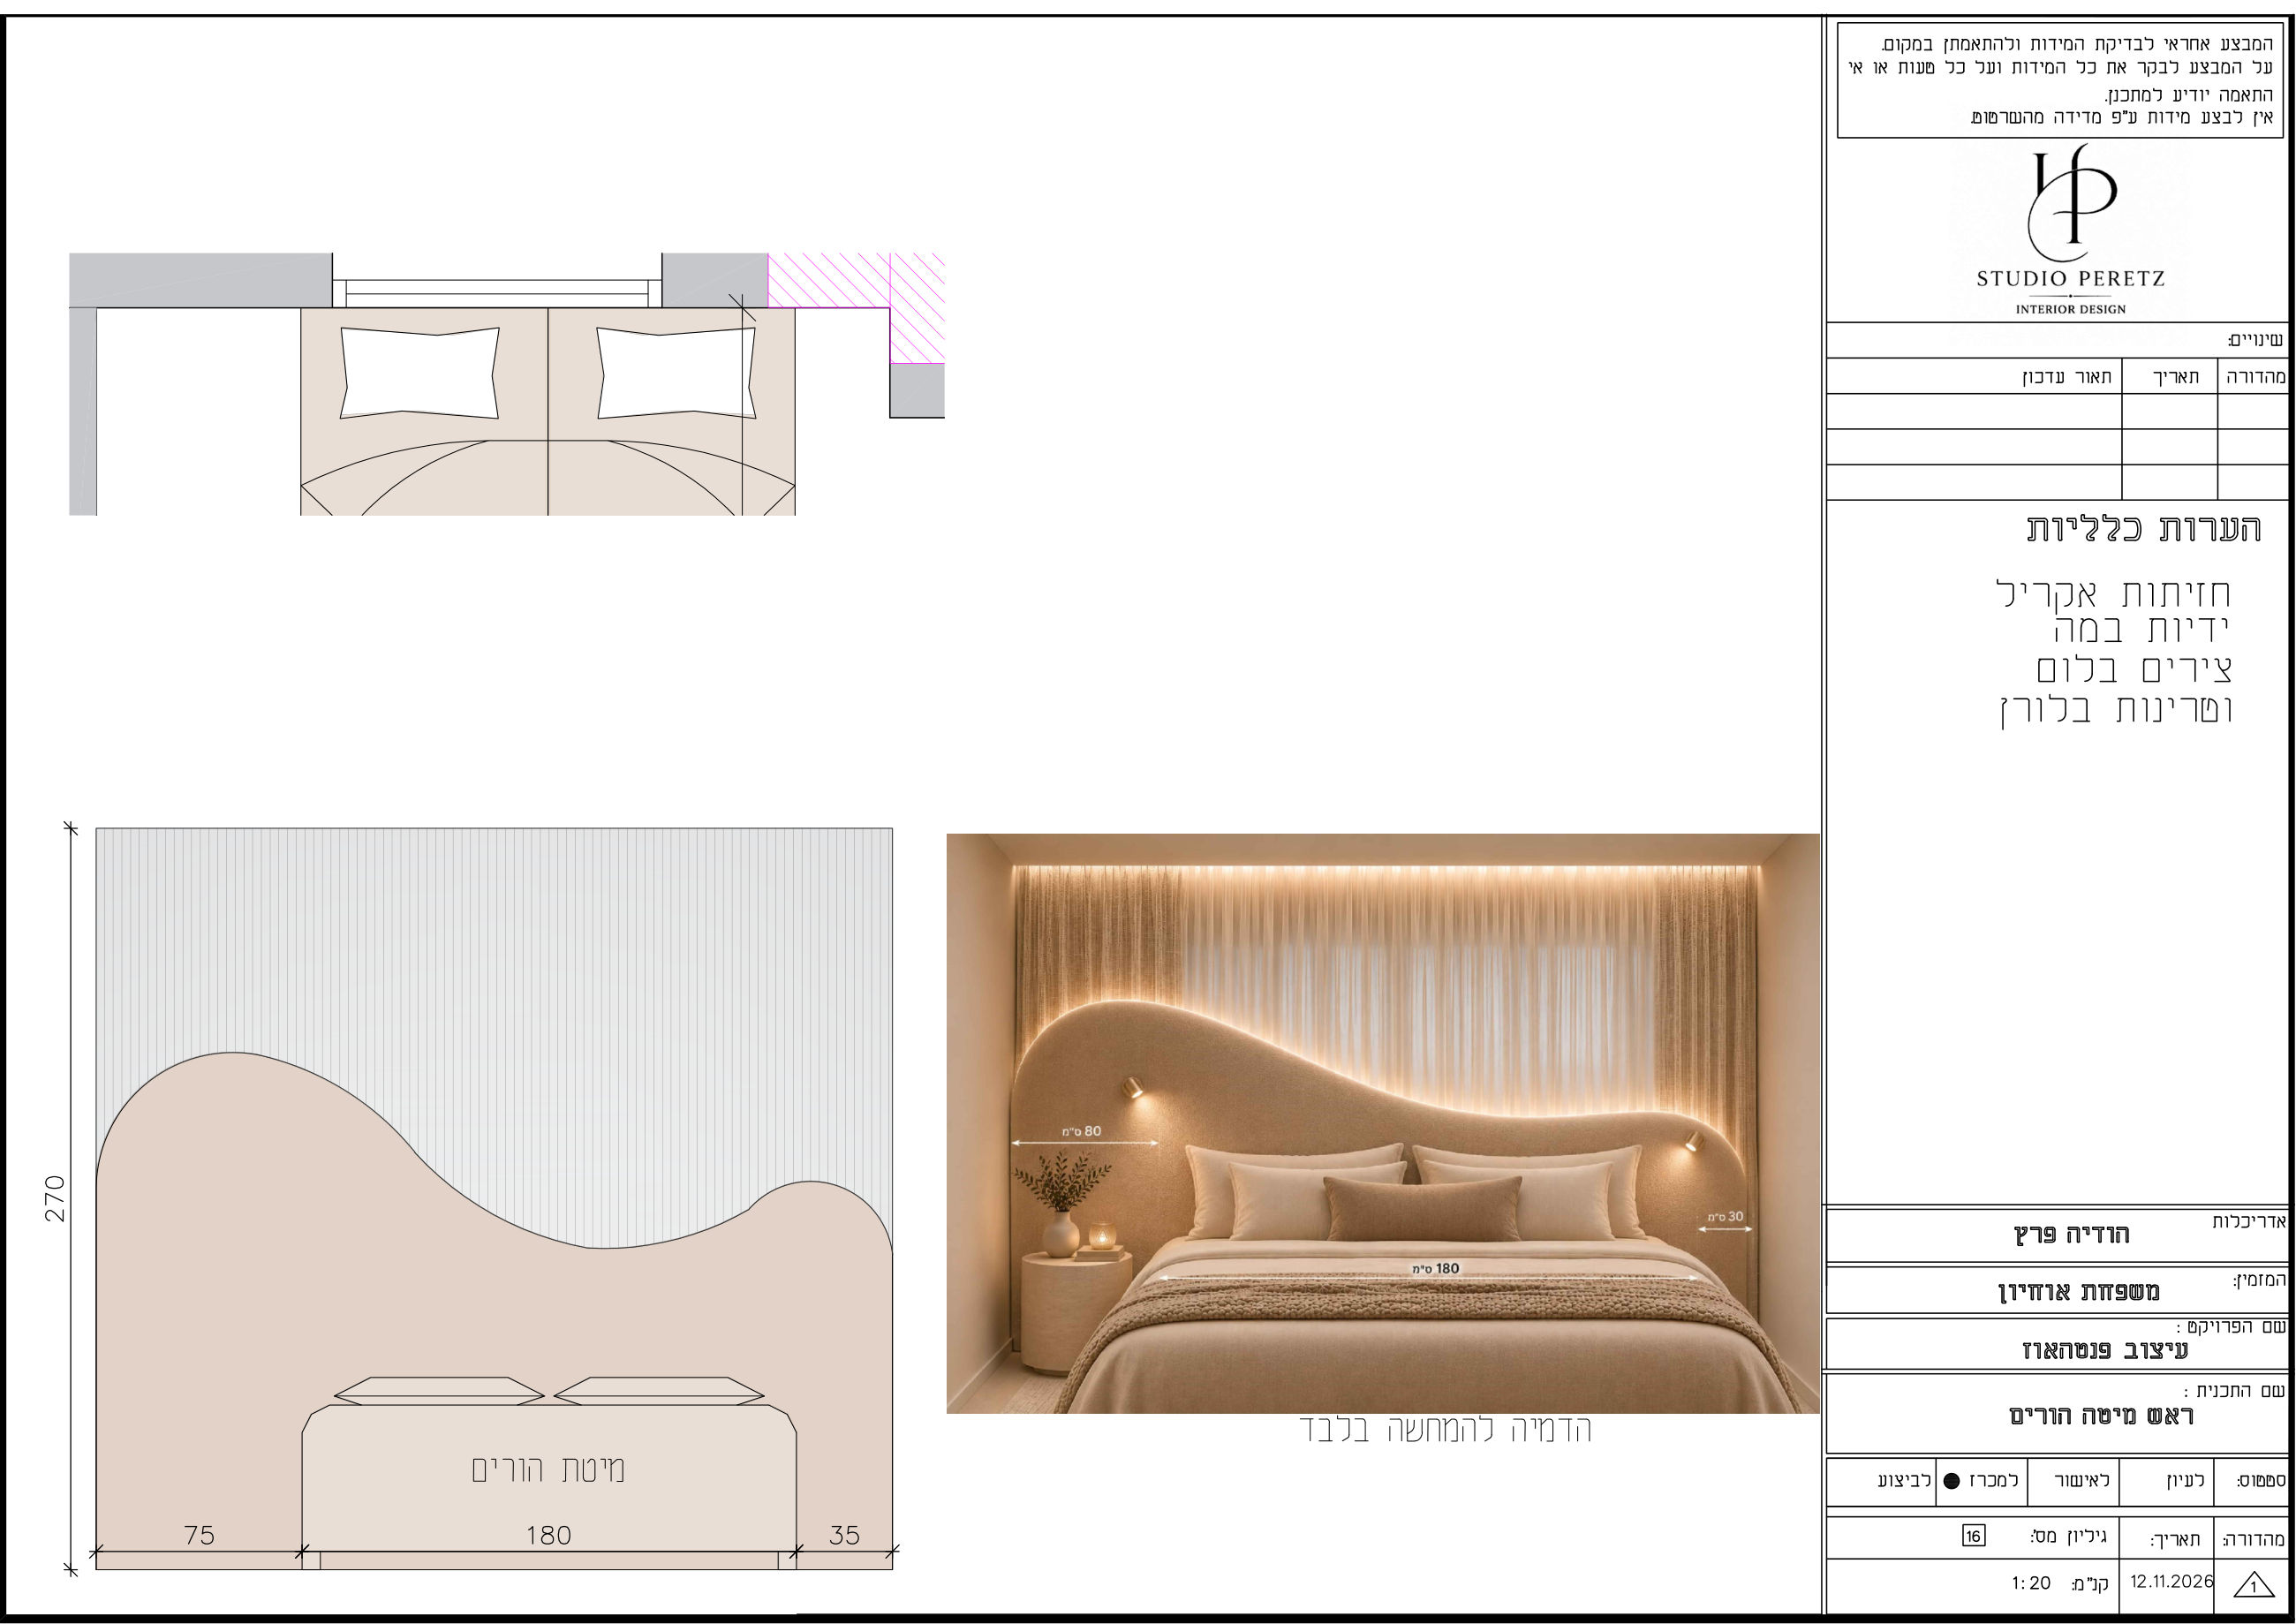 המבצע אחראי לבדיקת המידות ולהתאמתן במקום.
על המבצע לבקר את כל המידות ועל כל טעות או אי
התאמה יודיע למתכנן.
אין לבצע מידות ע"פ מדידה מהשרטוט.
STUDIO PERETZ
INTERIOR DESIGN
שינויים:
מהדורה תאריך תאור עדכון
הערות כלליות
חזיתות אקריל
ידיות במה
צירים בלום
וטרינות בלורן
270
75
180
35
מיטת הורים
80 ס"מ
30 ס"מ
180 ס"מ
הדמיה להמחשה בלבד
אדריכלות
הודיה פרץ
המזמין:
משפחת אוחיון
שם הפרויקט :
עיצוב פנטהאוז
שם התכנית :
ראש מיטה הורים
סטטוס: לעיון לאישור למכרז לביצוע
מהדורה: תאריך: גיליון מס': 16
1 12.11.2026 קנ"מ: 1:20